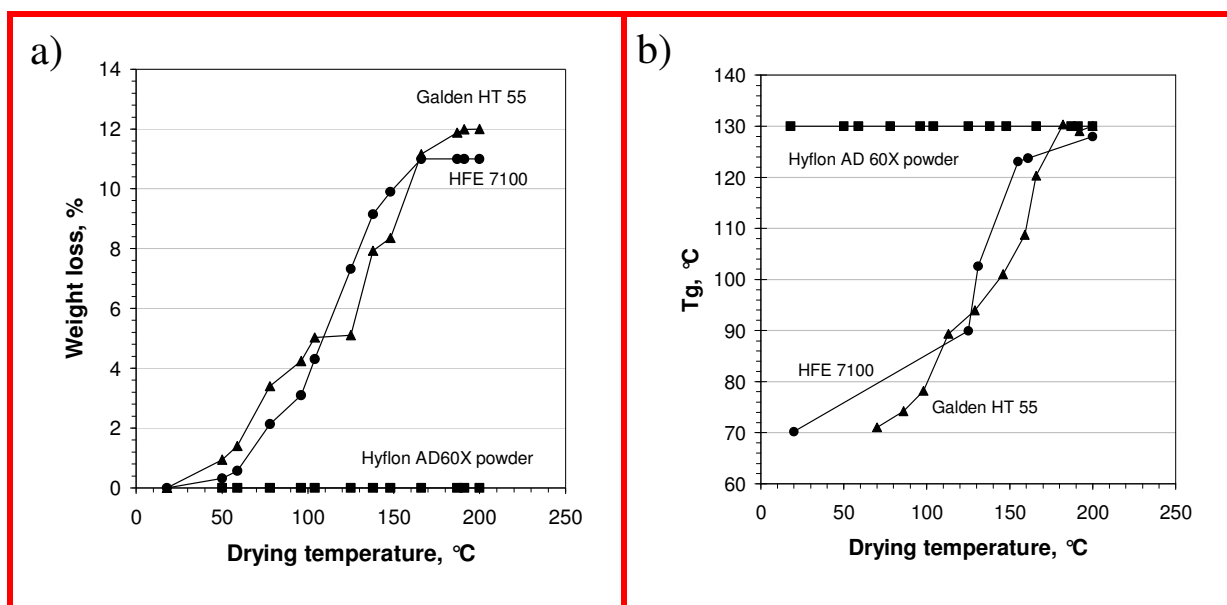 a)
14
12
10
8
6
4
2
0
Weight loss, %
Galden HT 55
HFE 7100
Hyflon AD60X powder
0 50 100 150 200 250
Drying temperature, °C
b)
140
130
120
110
100
90
80
70
60
Tg, °C
Hyflon AD 60X powder
HFE 7100
Galden HT 55
0 50 100 150 200 250
Drying temperature, °C